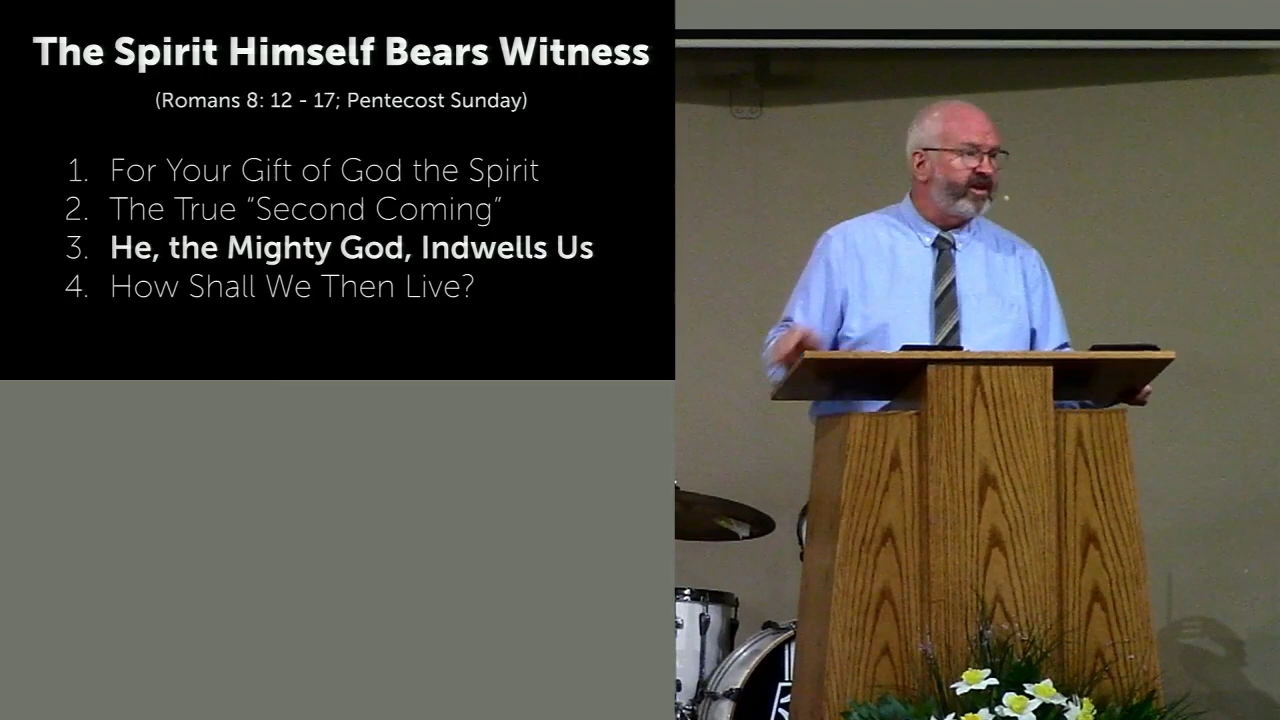 The Spirit Himself Bears Witness
(Romans 8: 12 - 17; Pentecost Sunday)
1. For Your Gift of God the Spirit
2. The True “Second Coming”
3. He, the Mighty God, Indwells Us
4. How Shall We Then Live?